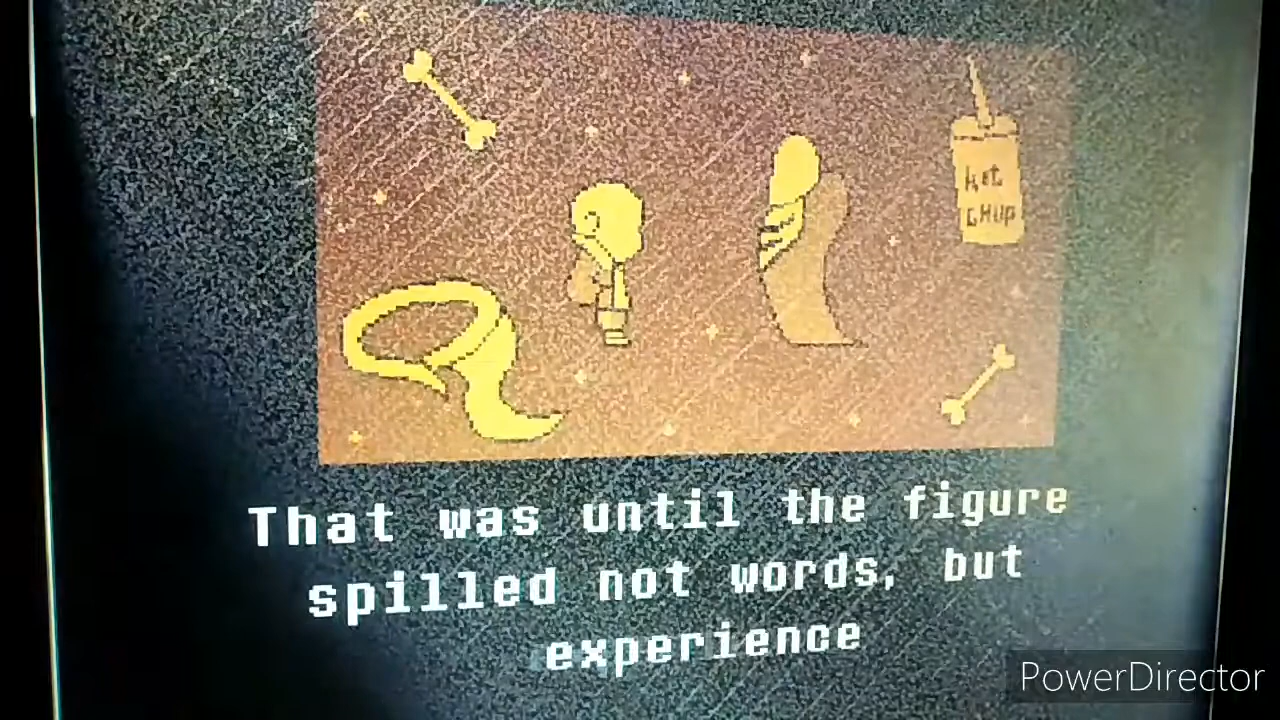 ket
CHUP
That was until the figure
spilled not words, but
experience
PowerDirector